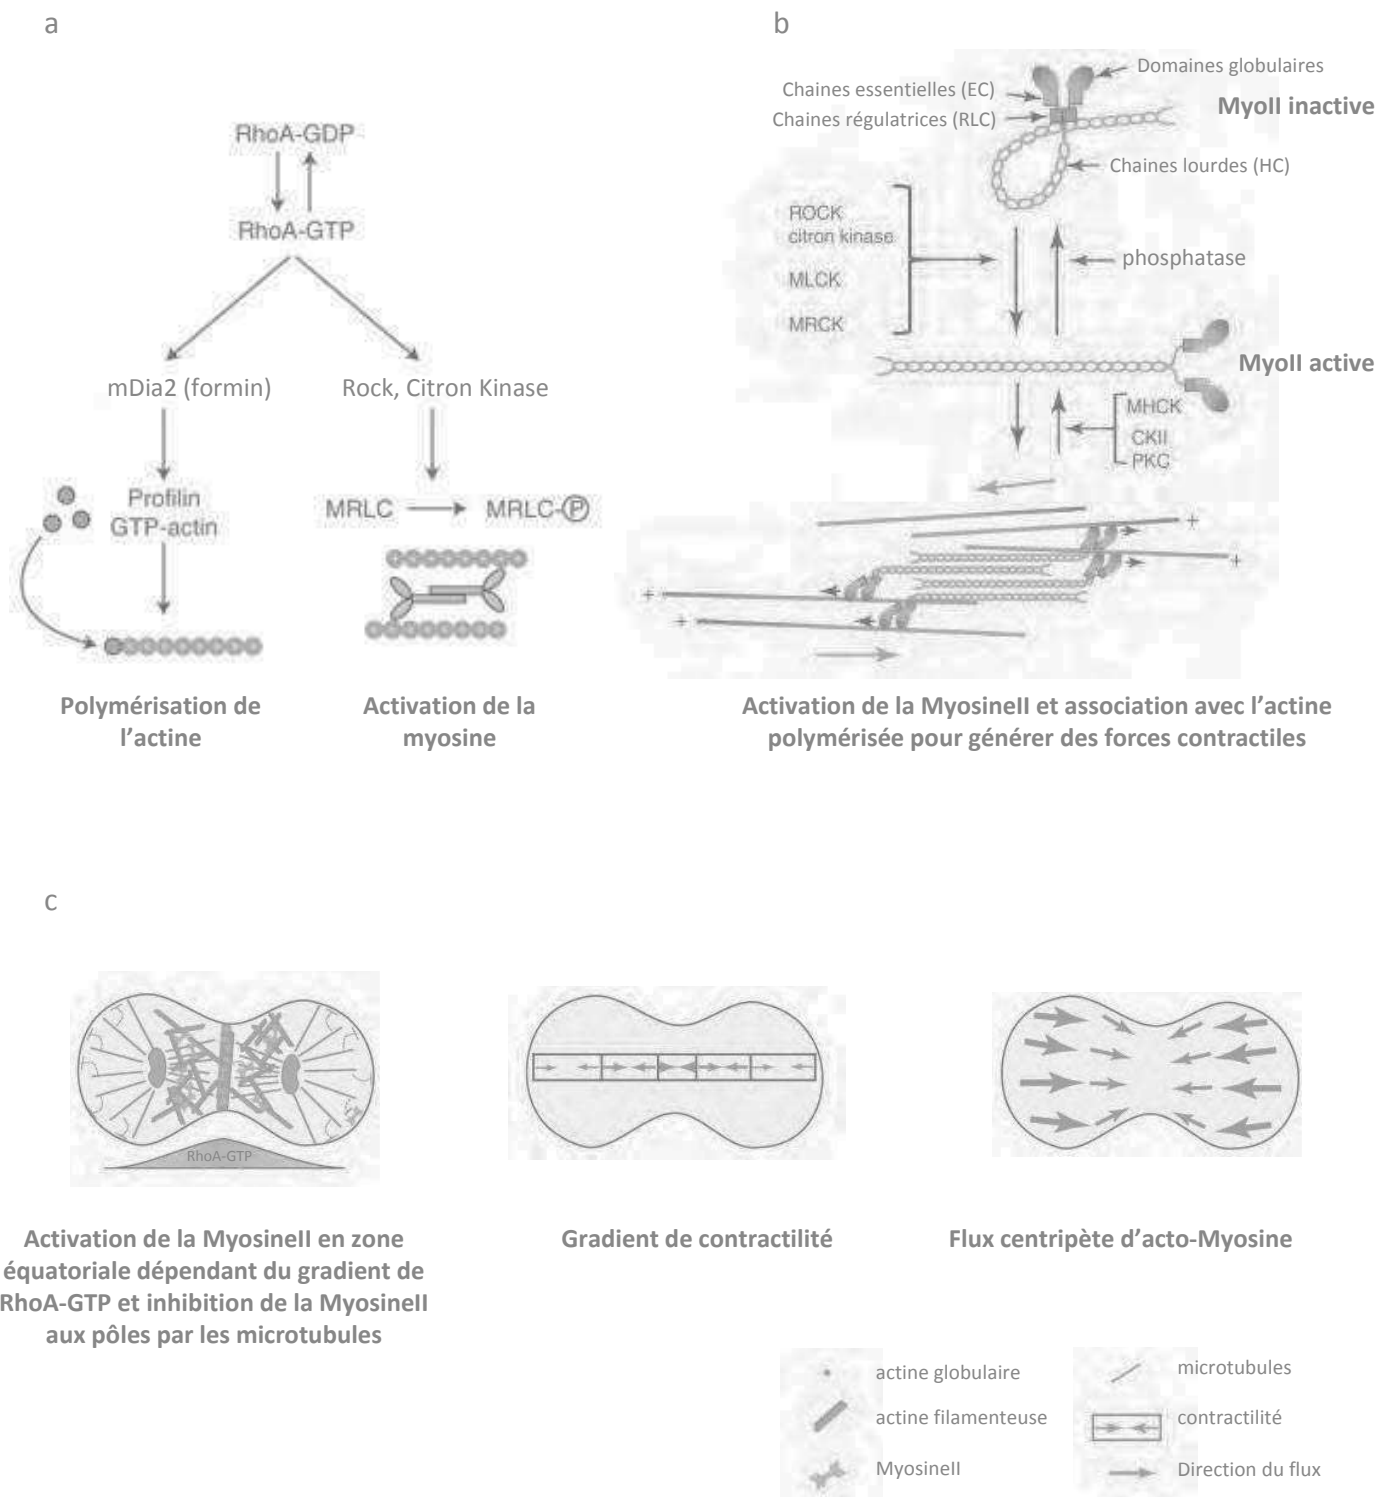 a
RhoA-GDP
RhoA-GTP
mDia2 (formin)
Rock, Citron Kinase
Profilin
GTP-actin
MRLC
MRLC-P
Polymérisation de
l'actine
Activation de la
myosine
b
Domaines globulaires
Chaines essentielles (EC)
MyoII inactive
Chaines régulatrices (RLC)
Chaines lourdes (HC)
ROCK
citron kinase
MLCK
MRCK
phosphatase
MyoII active
MHCK
CKII
PKC
+
+
+
+
Activation de la MyosineII et association avec l'actine
polymérisée pour générer des forces contractiles
c
RhoA-GTP
Activation de la MyosineII en zone
équatoriale dépendant du gradient de
RhoA-GTP et inhibition de la MyosineII
aux pôles par les microtubules
Gradient de contractilité
Flux centripète d'acto-Myosine
actine globulaire
actine filamenteuse
MyosineII
microtubules
contractilité
Direction du flux